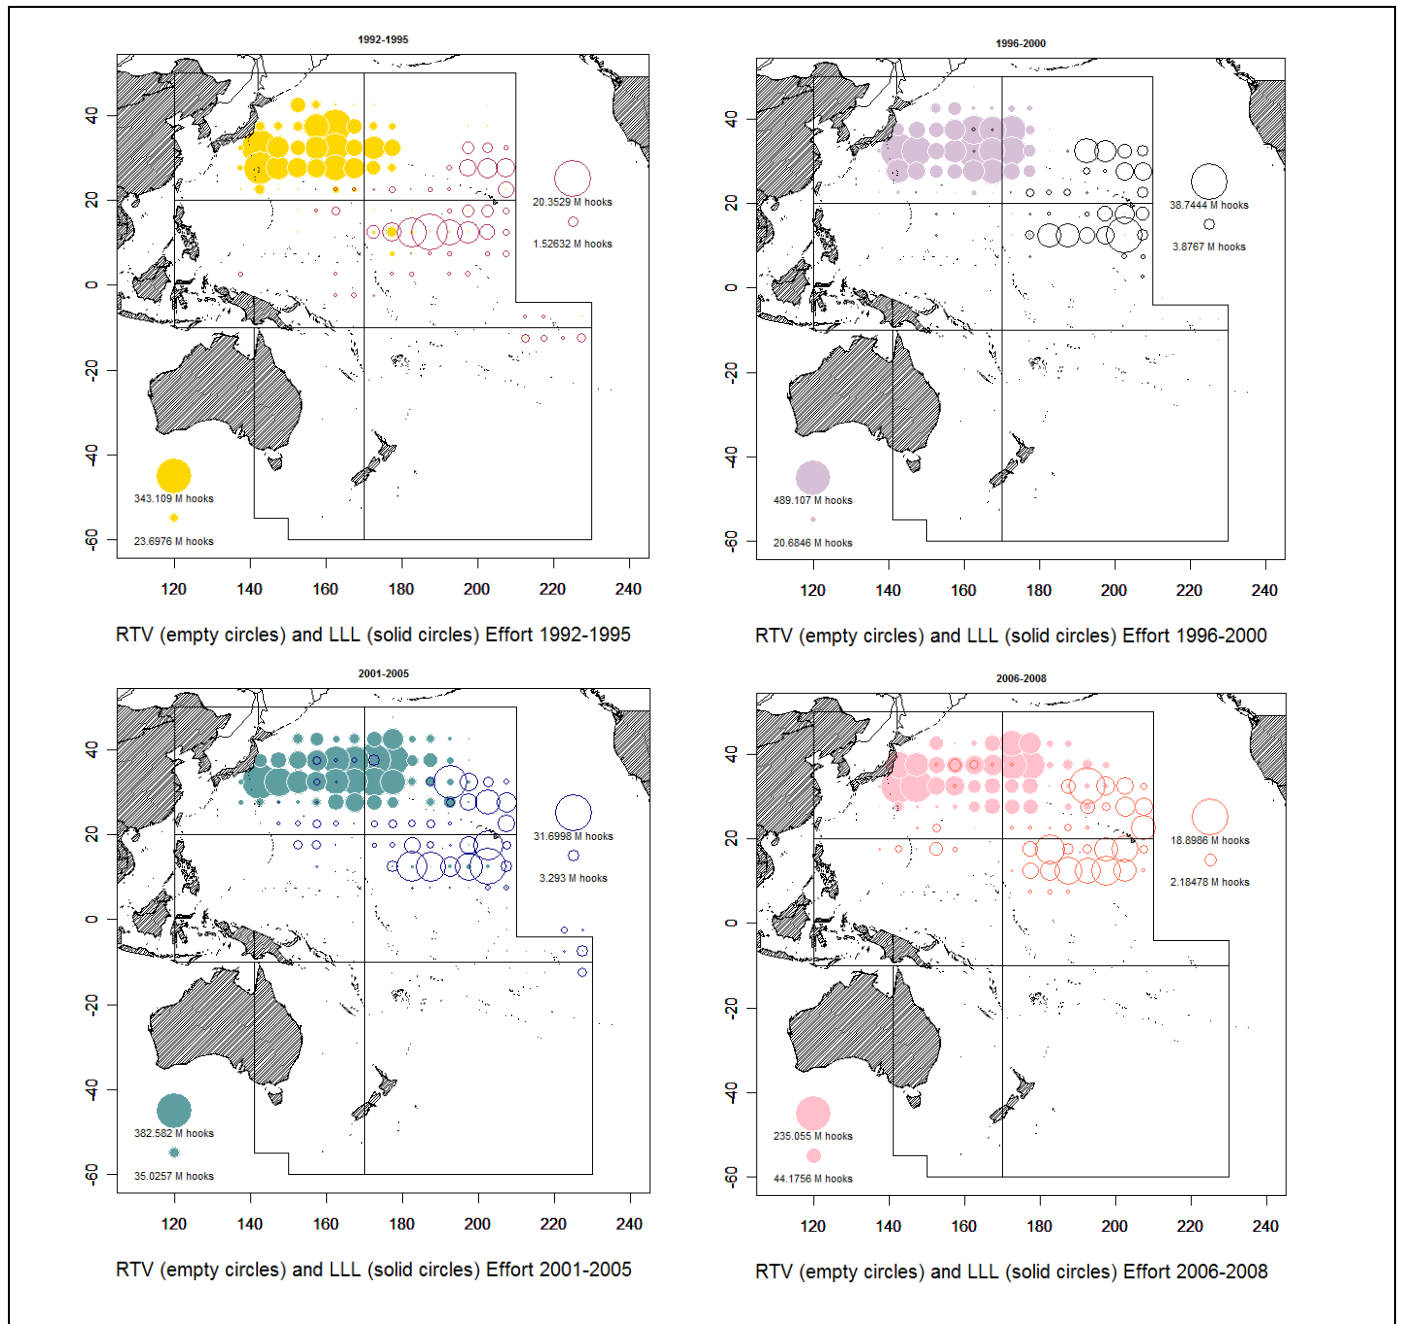 1992-1995
40
20
0
-20
-40
-60
20.3529 M hooks
1.52632 M hooks
343.109 M hooks
23.6976 M hooks
120 140 160 180 200 220 240
RTV (empty circles) and LLL (solid circles) Effort 1992-1995
1996-2000
40
20
0
-20
-40
-60
38.7444 M hooks
3.8767 M hooks
489.107 M hooks
20.6846 M hooks
120 140 160 180 200 220 240
RTV (empty circles) and LLL (solid circles) Effort 1996-2000
2001-2005
40
20
0
-20
-40
-60
31.6998 M hooks
3.293 M hooks
382.582 M hooks
35.0257 M hooks
120 140 160 180 200 220 240
RTV (empty circles) and LLL (solid circles) Effort 2001-2005
2006-2008
40
20
0
-20
-40
-60
18.8986 M hooks
2.18478 M hooks
235.055 M hooks
44.1756 M hooks
120 140 160 180 200 220 240
RTV (empty circles) and LLL (solid circles) Effort 2006-2008